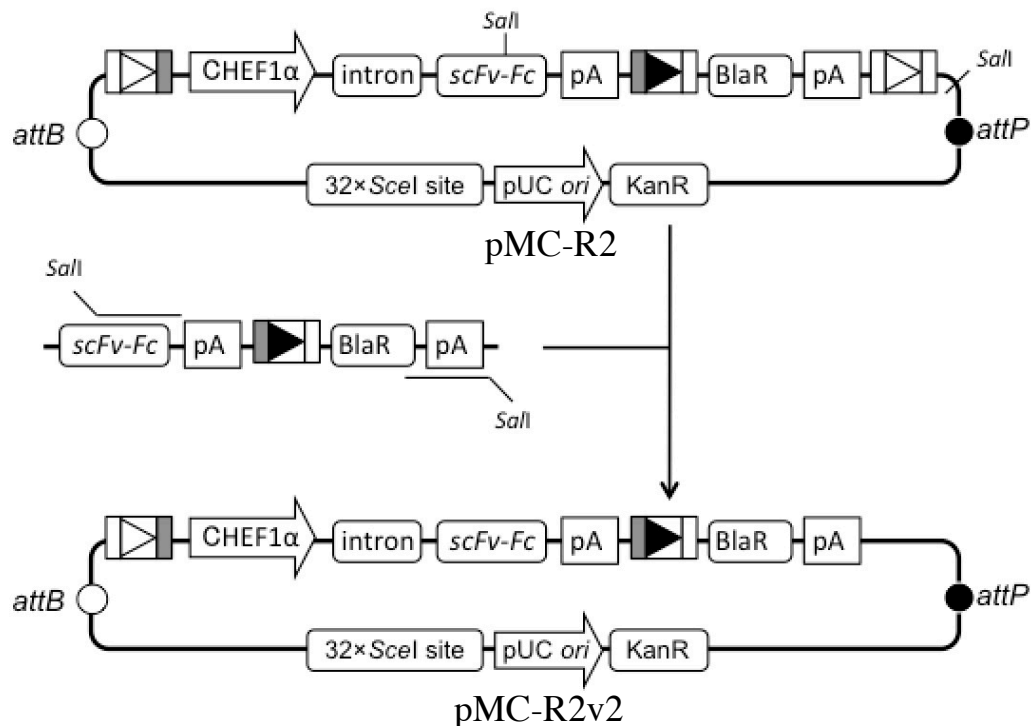 SalI
CHEF1α intron scFv-Fc pA BlaR pA SalI
attB attP
32×SceI site pUC ori KanR
pMC-R2
SalI
scFv-Fc pA BlaR pA
SalI
CHEF1α intron scFv-Fc pA BlaR pA
attB attP
32×SceI site pUC ori KanR
pMC-R2v2